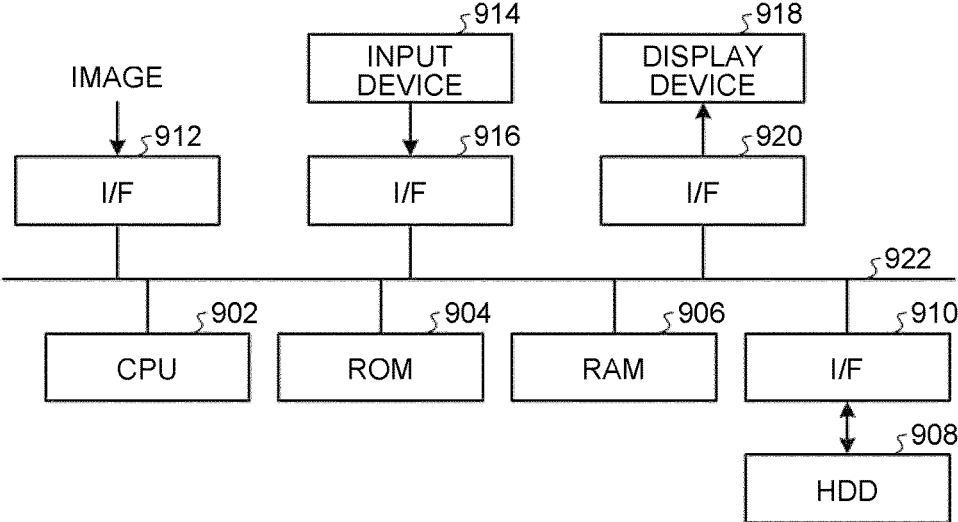 914
918
INPUT
DEVICE
DISPLAY
DEVICE
IMAGE
912
916
920
I/F
I/F
I/F
922
902
904
906
910
CPU
ROM
RAM
I/F
908
HDD